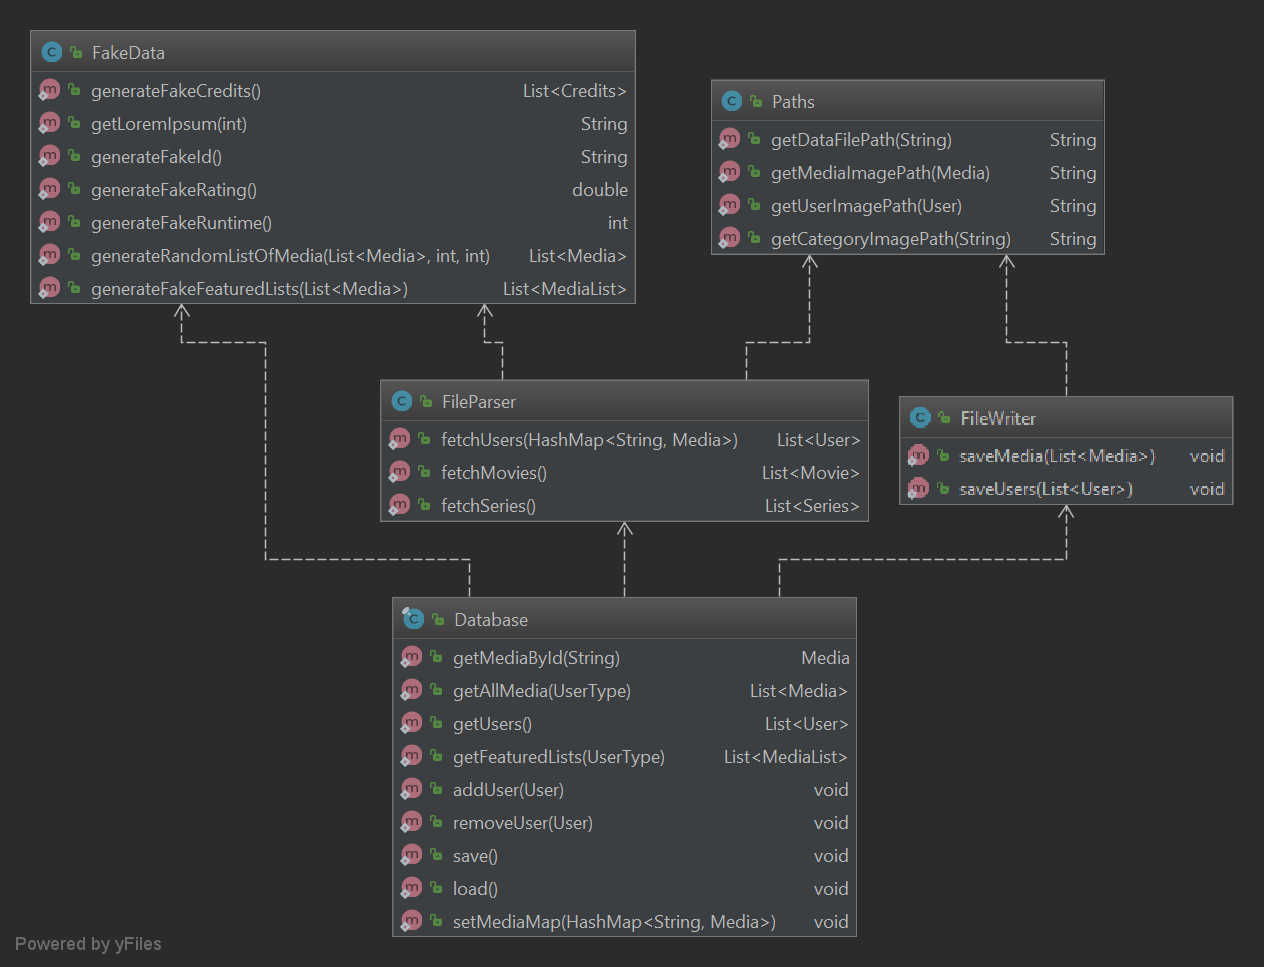 FakeData
generateFakeCredits() List<Credits>
getLoremIpsum(int) String
generateFakeId() String
generateFakeRating() double
generateFakeRuntime() int
generateRandomListOfMedia(List<Media>, int, int) List<Media>
generateFakeFeaturedLists(List<Media>) List<MediaList>
Paths
getDataFilePath(String) String
getMediaImagePath(Media) String
getUserImagePath(User) String
getCategoryImagePath(String) String
FileParser
fetchUsers(HashMap<String, Media>) List<User>
fetchMovies() List<Movie>
fetchSeries() List<Series>
FileWriter
saveMedia(List<Media>) void
saveUsers(List<User>) void
Database
getMediaById(String) Media
getAllMedia(UserType) List<Media>
getUsers() List<User>
getFeaturedLists(UserType) List<MediaList>
addUser(User) void
removeUser(User) void
save() void
load() void
setMediaMap(HashMap<String, Media>) void
Powered by yFiles